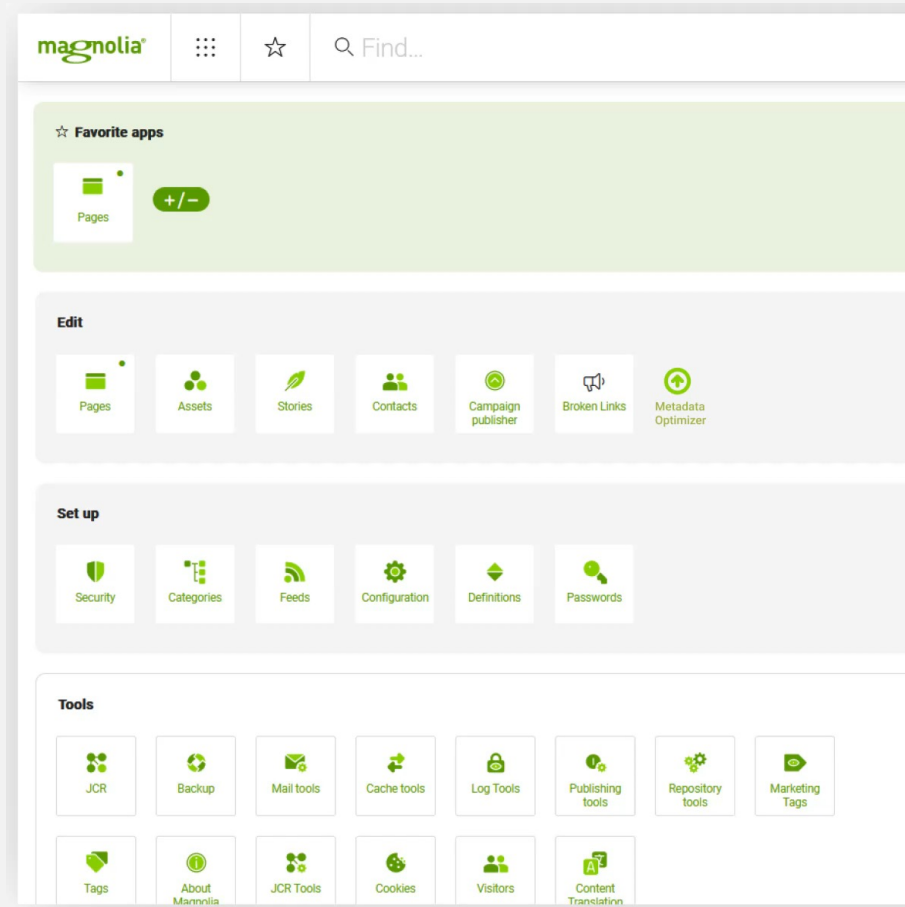 magnolia®
Find...
Favorite apps
Pages
+/−
Edit
Pages
Assets
Stories
Contacts
Campaign
publisher
Broken Links
Metadata
Optimizer
Set up
Security
Categories
Feeds
Configuration
Definitions
Passwords
Tools
JCR
Backup
Mail tools
Cache tools
Log Tools
Publishing
tools
Repository
tools
Marketing
Tags
Tags
About
Magnolia
JCR Tools
Cookies
Visitors
Content
Translation